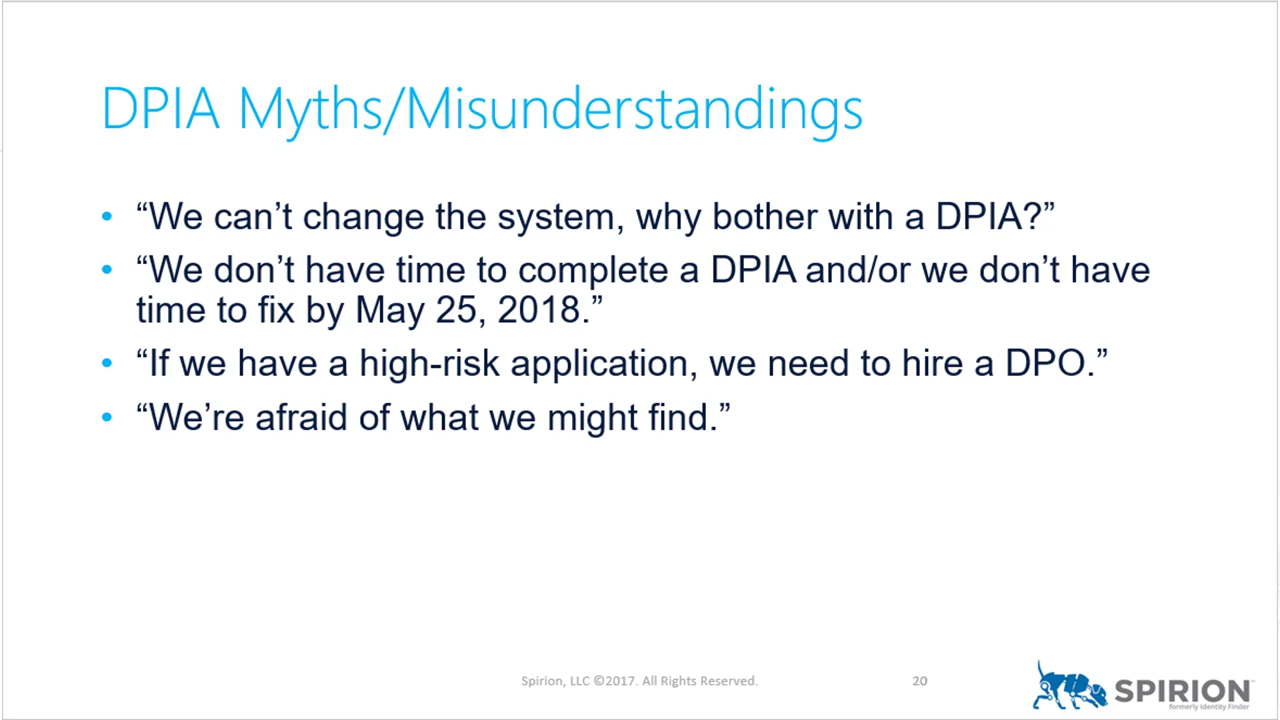 DPIA Myths/Misunderstandings
• “We can’t change the system, why bother with a DPIA?”
• “We don’t have time to complete a DPIA and/or we don’t have
time to fix by May 25, 2018.”
• “If we have a high-risk application, we need to hire a DPO.”
• “We’re afraid of what we might find.”
Spirion, LLC ©2017. All Rights Reserved.
20
SPIRION™
formerly Identity Finder